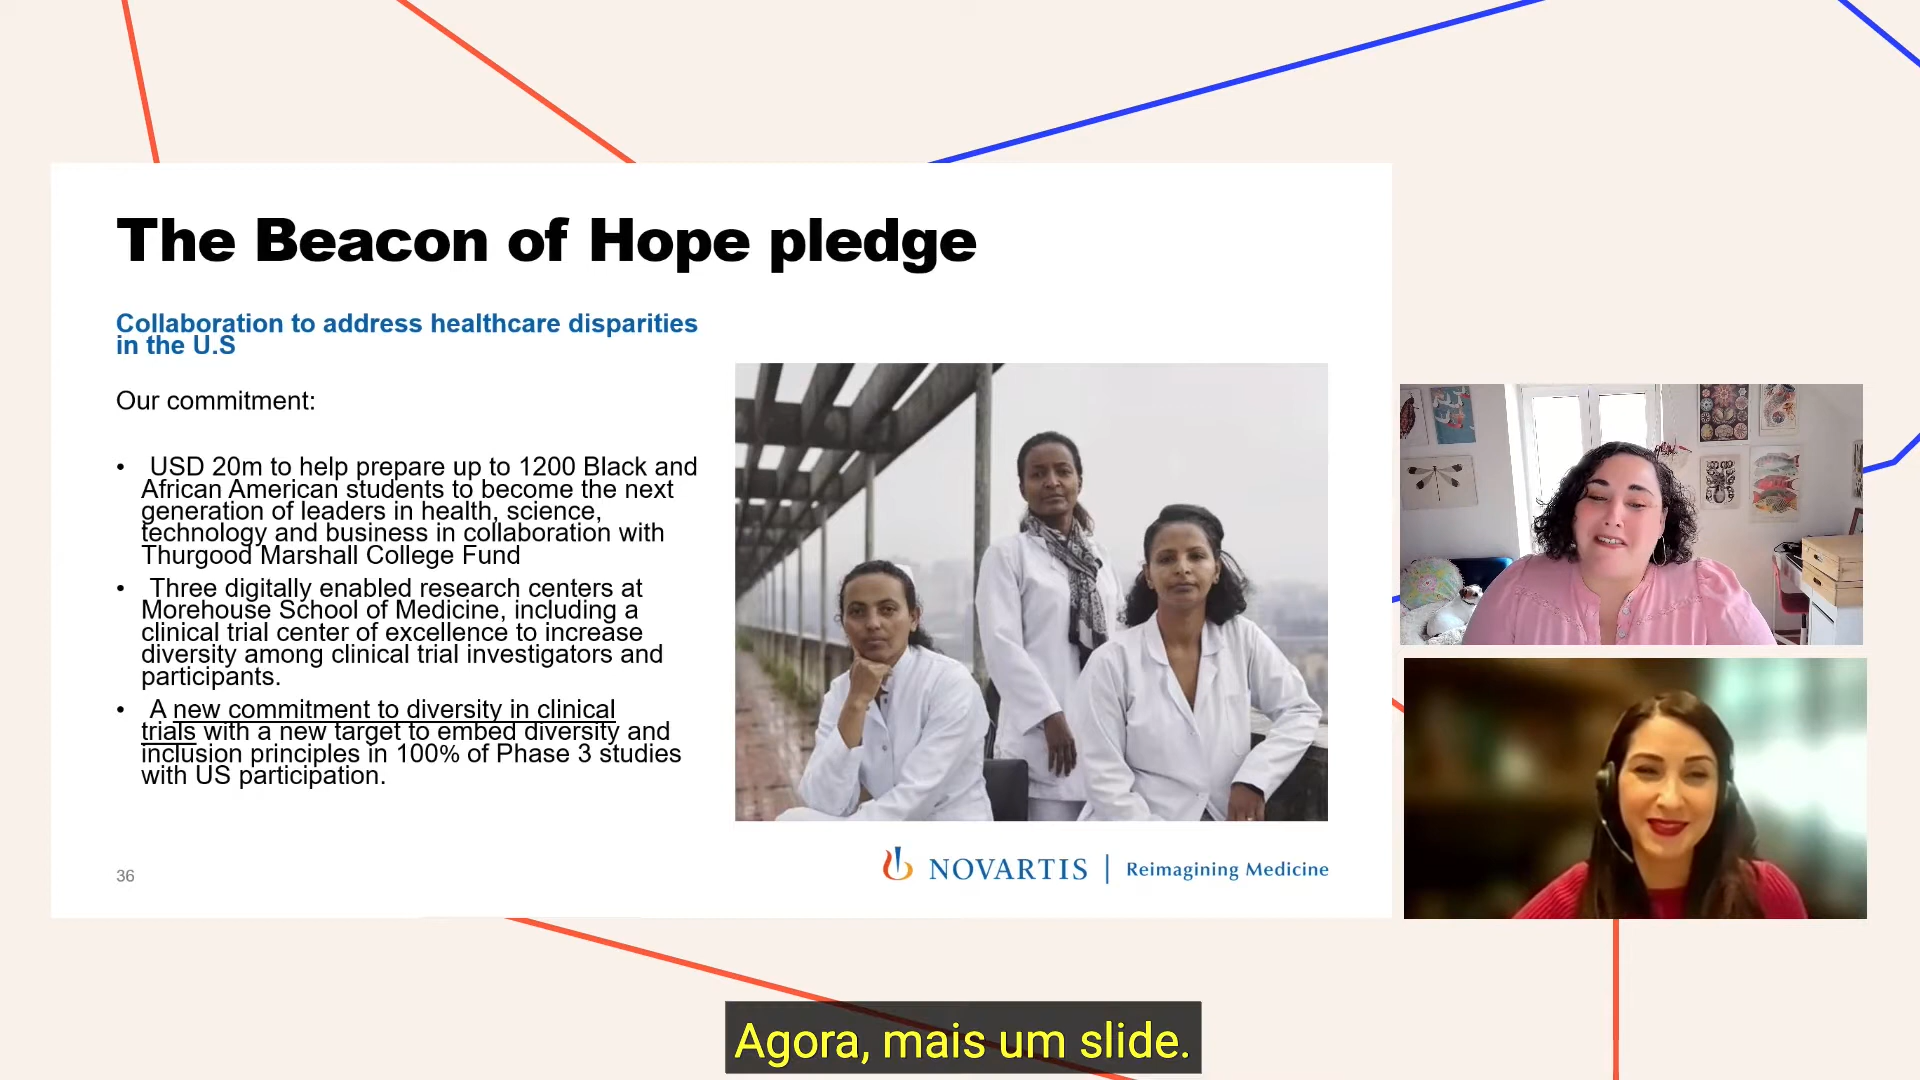 The Beacon of Hope pledge
Collaboration to address healthcare disparities
in the U.S
Our commitment:
• USD 20m to help prepare up to 1200 Black and
African American students to become the next
generation of leaders in health, science,
technology and business in collaboration with
Thurgood Marshall College Fund
• Three digitally enabled research centers at
Morehouse School of Medicine, including a
clinical trial center of excellence to increase
diversity among clinical trial investigators and
participants.
• A new commitment to diversity in clinical
trials with a new target to embed diversity and
inclusion principles in 100% of Phase 3 studies
with US participation.
36
NOVARTIS | Reimagining Medicine
Agora, mais um slide.